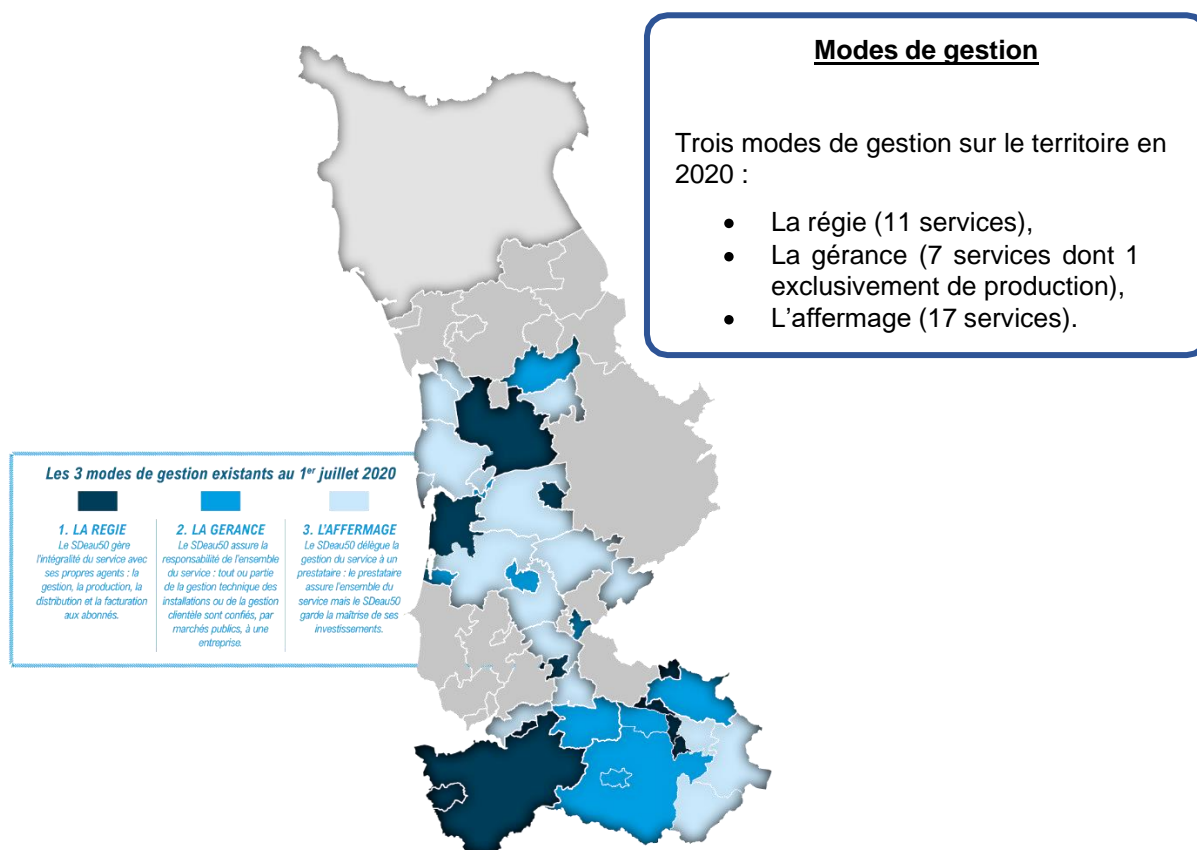 Modes de gestion
Trois modes de gestion sur le territoire en
2020 :
• La régie (11 services),
• La gérance (7 services dont 1
exclusivement de production),
• L'affermage (17 services).
Les 3 modes de gestion existants au 1er juillet 2020
1. LA REGIE
Le SDeau50 gère
l'intégralité du service avec
ses propres agents : la
gestion, la production, la
distribution et la facturation
aux abonnés.
2. LA GERANCE
Le SDeau50 assure la
responsabilité de l'ensemble
du service : tout ou partie
de la gestion technique des
installations ou de la gestion
clientèle sont confiés, par
marchés publics, à une
entreprise.
3. L'AFFERMAGE
Le SDeau50 délègue la
gestion du service à un
prestataire : le prestataire
assure l'ensemble du
service mais le SDeau50
garde la maîtrise de ses
investissements.